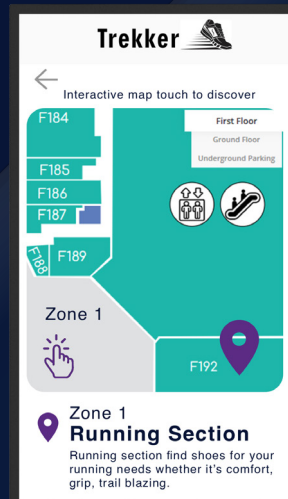 Trekker
Interactive map touch to discover
F184
First Floor
Ground Floor
Underground Parking
F185
F186
F187
F188
F189
Zone 1
F192
Zone 1
Running Section
Running section find shoes for your
running needs whether it's comfort,
grip, trail blazing.